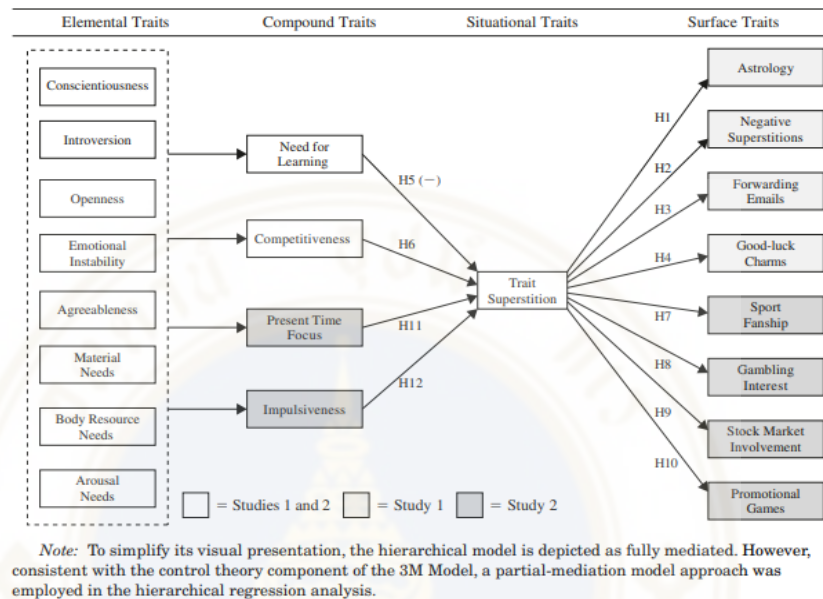 Elemental Traits
Compound Traits
Situational Traits
Surface Traits
Conscientiousness
Introversion
Openness
Emotional
Instability
Agreeableness
Material
Needs
Body Resource
Needs
Arousal
Needs
Need for
Learning
Competitiveness
Present Time
Focus
Impulsiveness
H5 (−)
H6
H11
H12
Trait
Superstition
H1
H2
H3
H4
H7
H8
H9
H10
Astrology
Negative
Superstitions
Forwarding
Emails
Good-luck
Charms
Sport
Fanship
Gambling
Interest
Stock Market
Involvement
Promotional
Games
= Studies 1 and 2
= Study 1
= Study 2
Note: To simplify its visual presentation, the hierarchical model is depicted as fully mediated. However,
consistent with the control theory component of the 3M Model, a partial-mediation model approach was
employed in the hierarchical regression analysis.